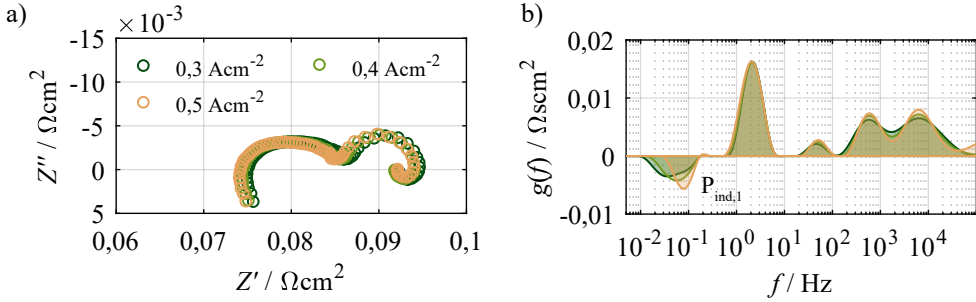 a)
×10⁻³
-15
-10
-5
0
5
Z'' / Ωcm²
0,3 Acm⁻²
0,4 Acm⁻²
0,5 Acm⁻²
0,06
0,07
0,08
0,09
0,1
Z' / Ωcm²
b)
0,02
0,01
0
-0,01
g(f) / Ωscm²
P_ind,1
10⁻²
10⁻¹
10⁰
10¹
10²
10³
10⁴
f / Hz